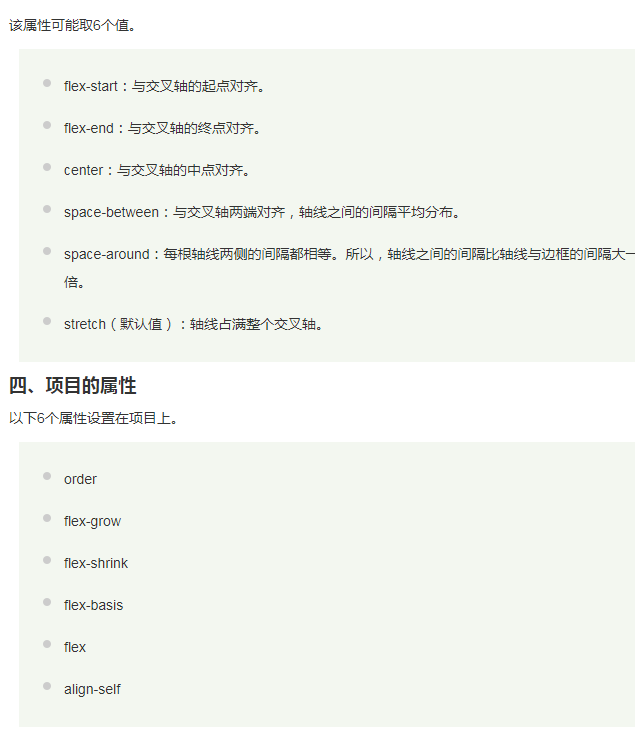 该属性可能取6个值。
flex-start：与交叉轴的起点对齐。
flex-end：与交叉轴的终点对齐。
center：与交叉轴的中点对齐。
space-between：与交叉轴两端对齐，轴线之间的间隔平均分布。
space-around：每根轴线两侧的间隔都相等。所以，轴线之间的间隔比轴线与边框的间隔大一
倍。
stretch（默认值）：轴线占满整个交叉轴。
四、项目的属性
以下6个属性设置在项目上。
order
flex-grow
flex-shrink
flex-basis
flex
align-self